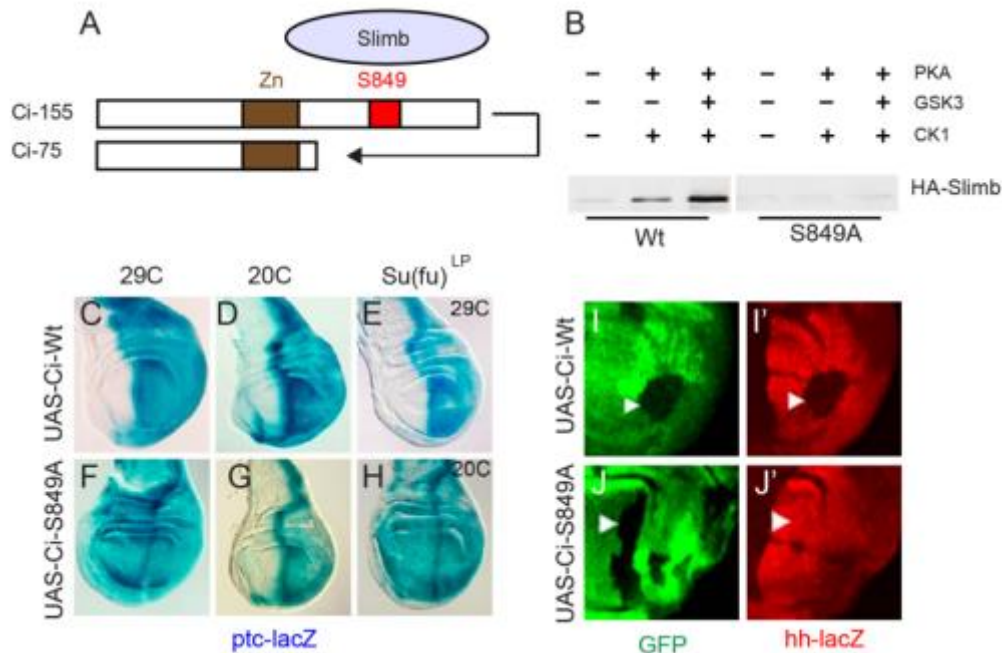 A
Slimb
Zn
S849
Ci-155
Ci-75
B
– + + – + + PKA
– – + – – + GSK3
– + + – + + CK1
HA-Slimb
Wt
S849A
29C
20C
Su(fu)LP
UAS-Ci-Wt
C
D
E
29C
UAS-Ci-S849A
F
G
H
20C
ptc-lacZ
UAS-Ci-Wt
I
I'
UAS-Ci-S849A
J
J'
GFP
hh-lacZ